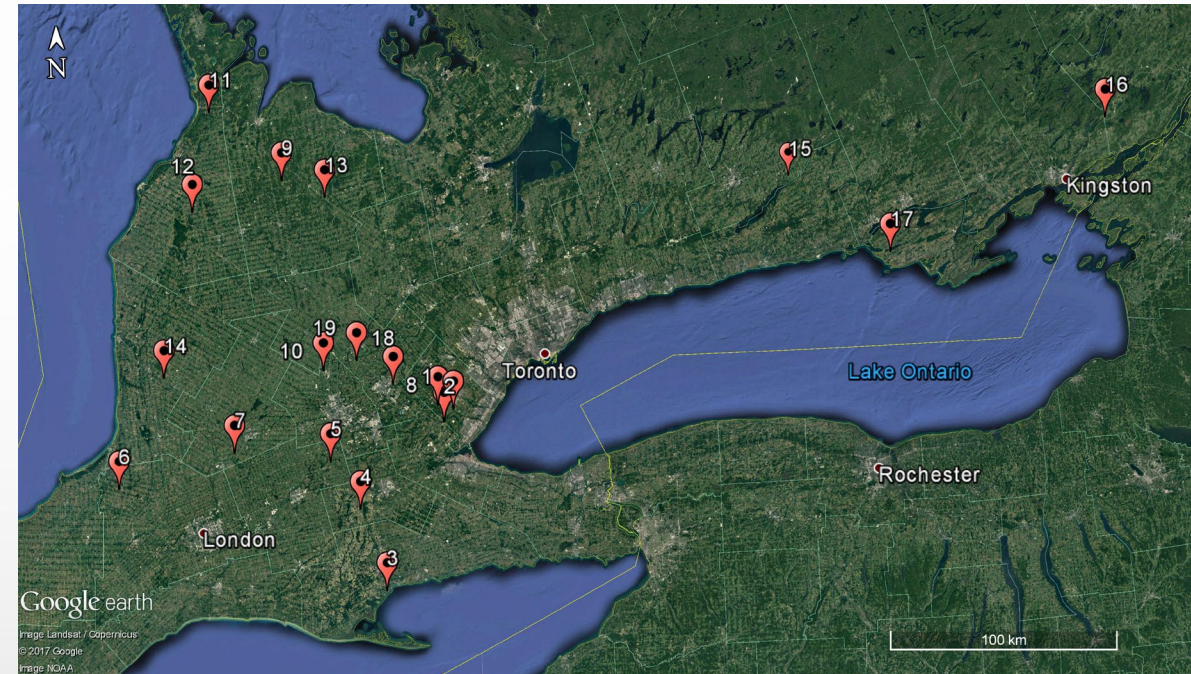 N
11
16
9
15
13
12
Kingston
17
19
18
10
14
Toronto
Lake Ontario
1
8
2
7
5
6
4
Rochester
London
3
Google earth
Image Landsat / Copernicus
© 2017 Google
Image NOAA
100 km